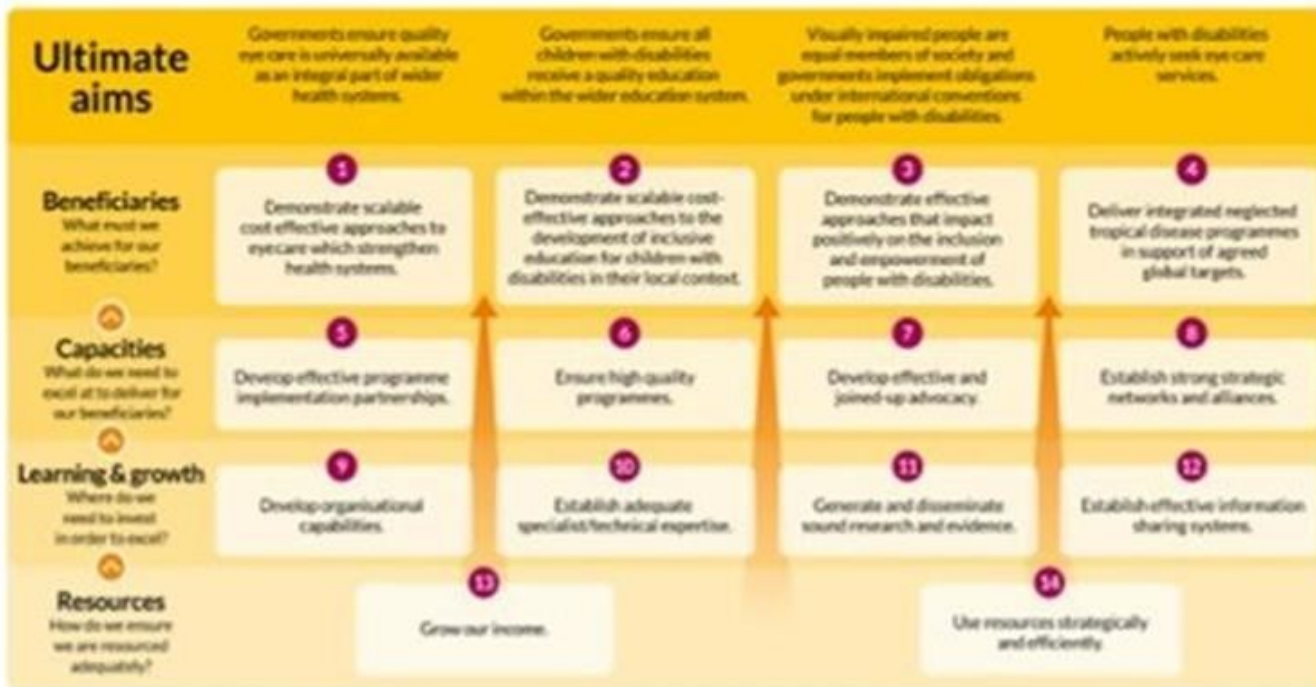 Ultimate
aims
Governments ensure quality
eye care is universally available
as an integral part of wider
health systems.
Governments ensure all
children with disabilities
receive a quality education
within the wider education system.
Visually impaired people are
equal members of society and
governments implement obligations
under international conventions
for people with disabilities.
People with disabilities
actively seek eye care
services.
Beneficiaries
What must we
achieve for our
beneficiaries?
1
Demonstrate scalable
cost effective approaches to
eye care which strengthen
health systems.
2
Demonstrate scalable cost-
effective approaches to the
development of inclusive
education for children with
disabilities in their local context.
3
Demonstrate effective
approaches that impact
positively on the inclusion
and empowerment of
people with disabilities.
4
Deliver integrated neglected
tropical disease programmes
in support of agreed
global targets.
Capacities
What do we need to
excel at to deliver for
our beneficiaries?
5
Develop effective programme
implementation partnerships.
6
Ensure high quality
programmes.
7
Develop effective and
joined-up advocacy.
8
Establish strong strategic
networks and alliances.
Learning & growth
Where do we
need to invest
in order to excel?
9
Develop organisational
capabilities.
10
Establish adequate
specialist/technical expertise.
11
Generate and disseminate
sound research and evidence.
12
Establish effective information
sharing systems.
Resources
How do we ensure
we are resourced
adequately?
13
Grow our income.
14
Use resources strategically
and efficiently.